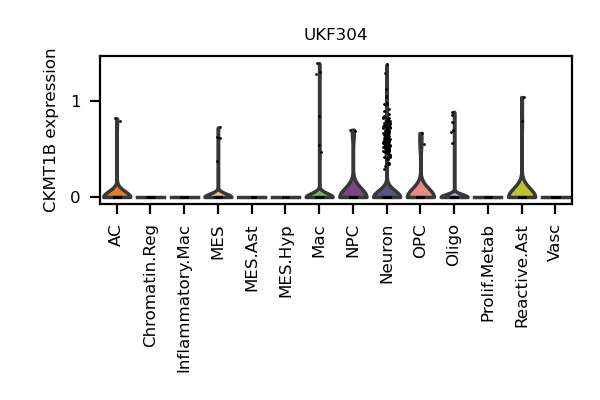 UKF304
CKMT1B expression
1
0
AC
Chromatin.Reg
Inflammatory.Mac
MES
MES.Ast
MES.Hyp
Mac
NPC
Neuron
OPC
Oligo
Prolif.Metab
Reactive.Ast
Vasc